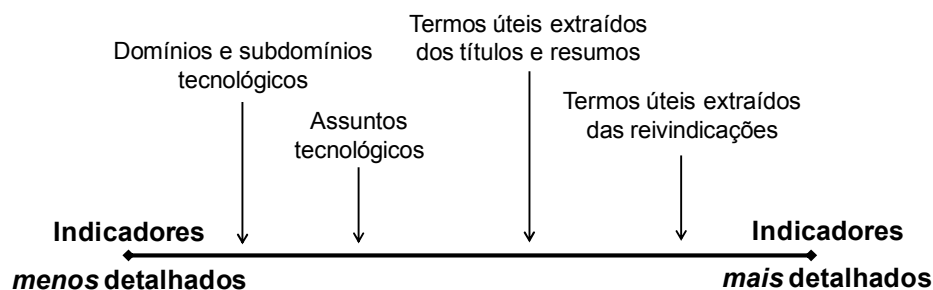 Domínios e subdomínios
tecnológicos
Assuntos
tecnológicos
Termos úteis extraídos
dos títulos e resumos
Termos úteis extraídos
das reivindicações
Indicadores
menos detalhados
Indicadores
mais detalhados